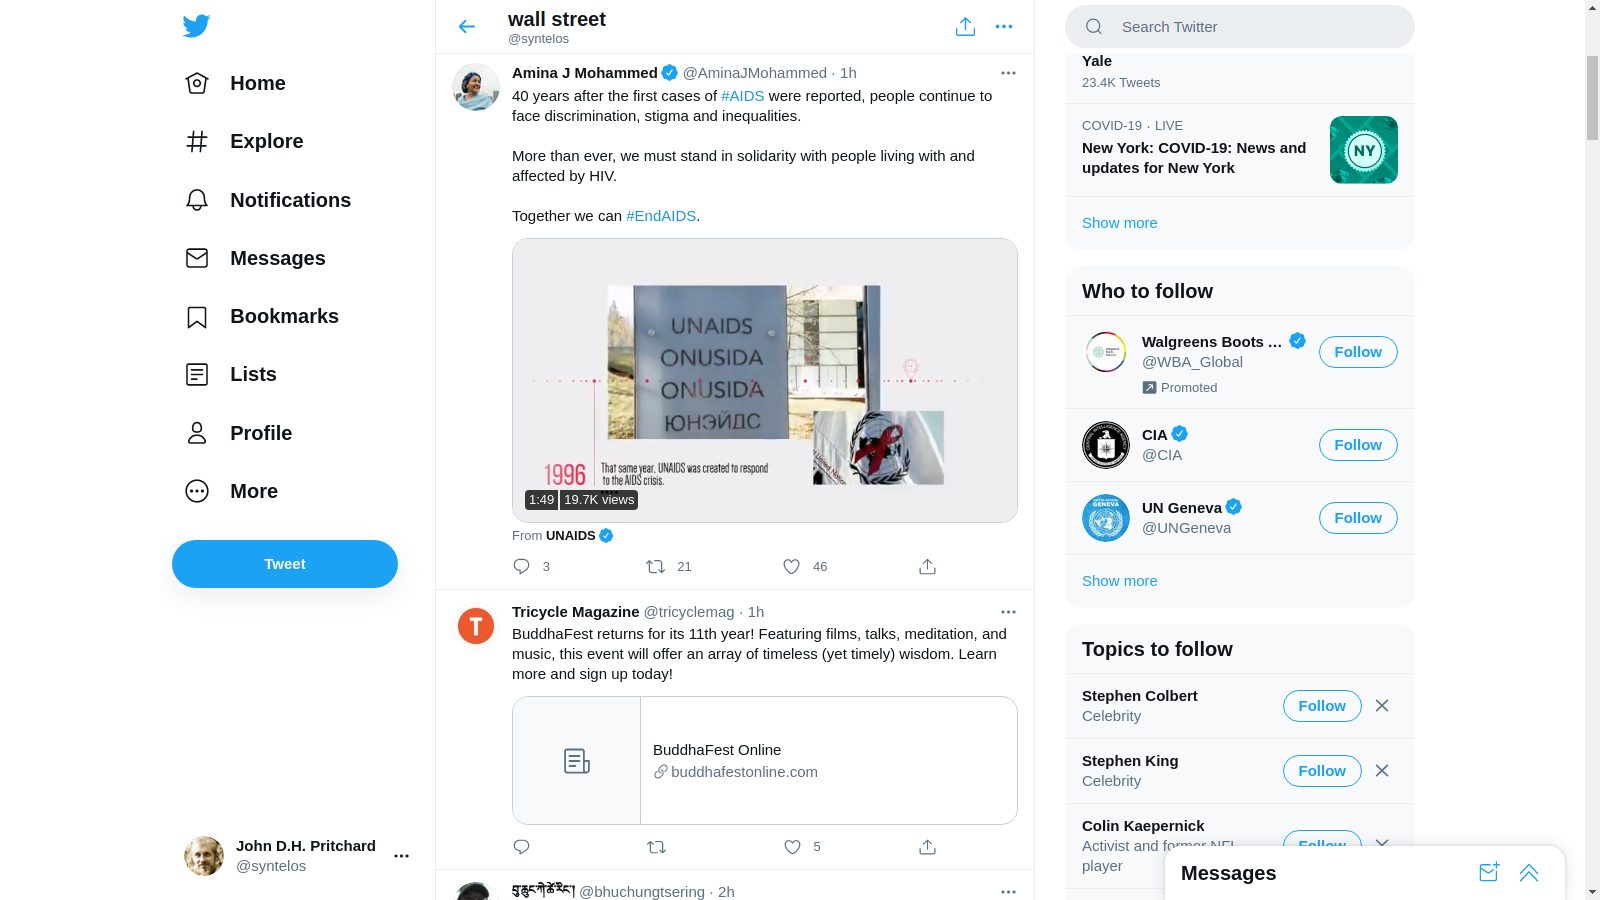 Home
Explore
Notifications
Messages
Bookmarks
Lists
Profile
More
Tweet
John D.H. Pritchard
@syntelos
wall street
@syntelos
Amina J Mohammed @AminaJMohammed · 1h
40 years after the first cases of #AIDS were reported, people continue to
face discrimination, stigma and inequalities.
More than ever, we must stand in solidarity with people living with and
affected by HIV.
Together we can #EndAIDS.
UNAIDS
ONUSIDA
ONUSIDA
ЮНЭЙДС
1996
That same year, UNAIDS was created to respond
to the AIDS crisis.
1:49
19.7K views
From UNAIDS
3
21
46
Tricycle Magazine @tricyclemag · 1h
BuddhaFest returns for its 11th year! Featuring films, talks, meditation, and
music, this event will offer an array of timeless (yet timely) wisdom. Learn
more and sign up today!
BuddhaFest Online
buddhafestonline.com
5
@bhuchungtsering · 2h
Search Twitter
Yale
23.4K Tweets
COVID-19 · LIVE
New York: COVID-19: News and
updates for New York
NY
Show more
Who to follow
Walgreens Boots ...
@WBA_Global
Promoted
Follow
CIA
@CIA
Follow
UN Geneva
@UNGeneva
Follow
Show more
Topics to follow
Stephen Colbert
Celebrity
Follow
Stephen King
Celebrity
Follow
Colin Kaepernick
Activist and former NFL
player
Follow
Messages